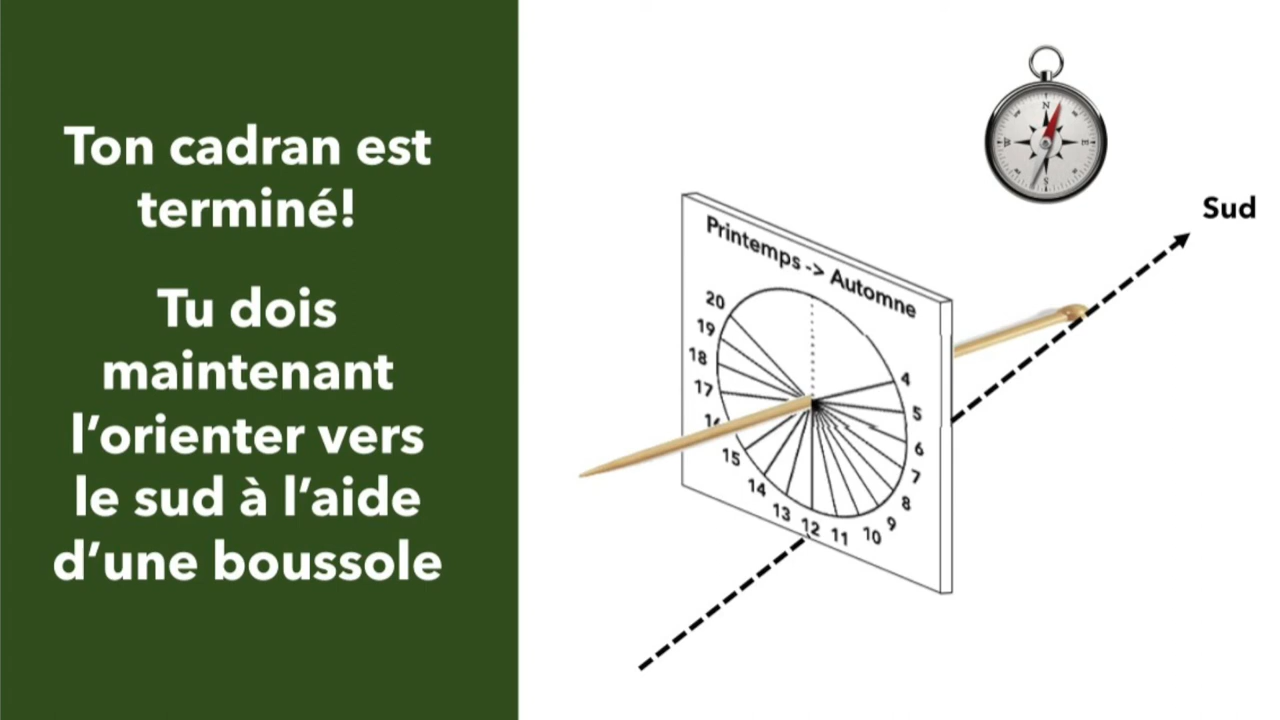 Ton cadran est
terminé!
Tu dois
maintenant
l'orienter vers
le sud à l'aide
d'une boussole
N
E
S
Sud
Printemps -> Automne
20
19
18
17
15
14
13
12
11
10
9
8
7
6
5
4